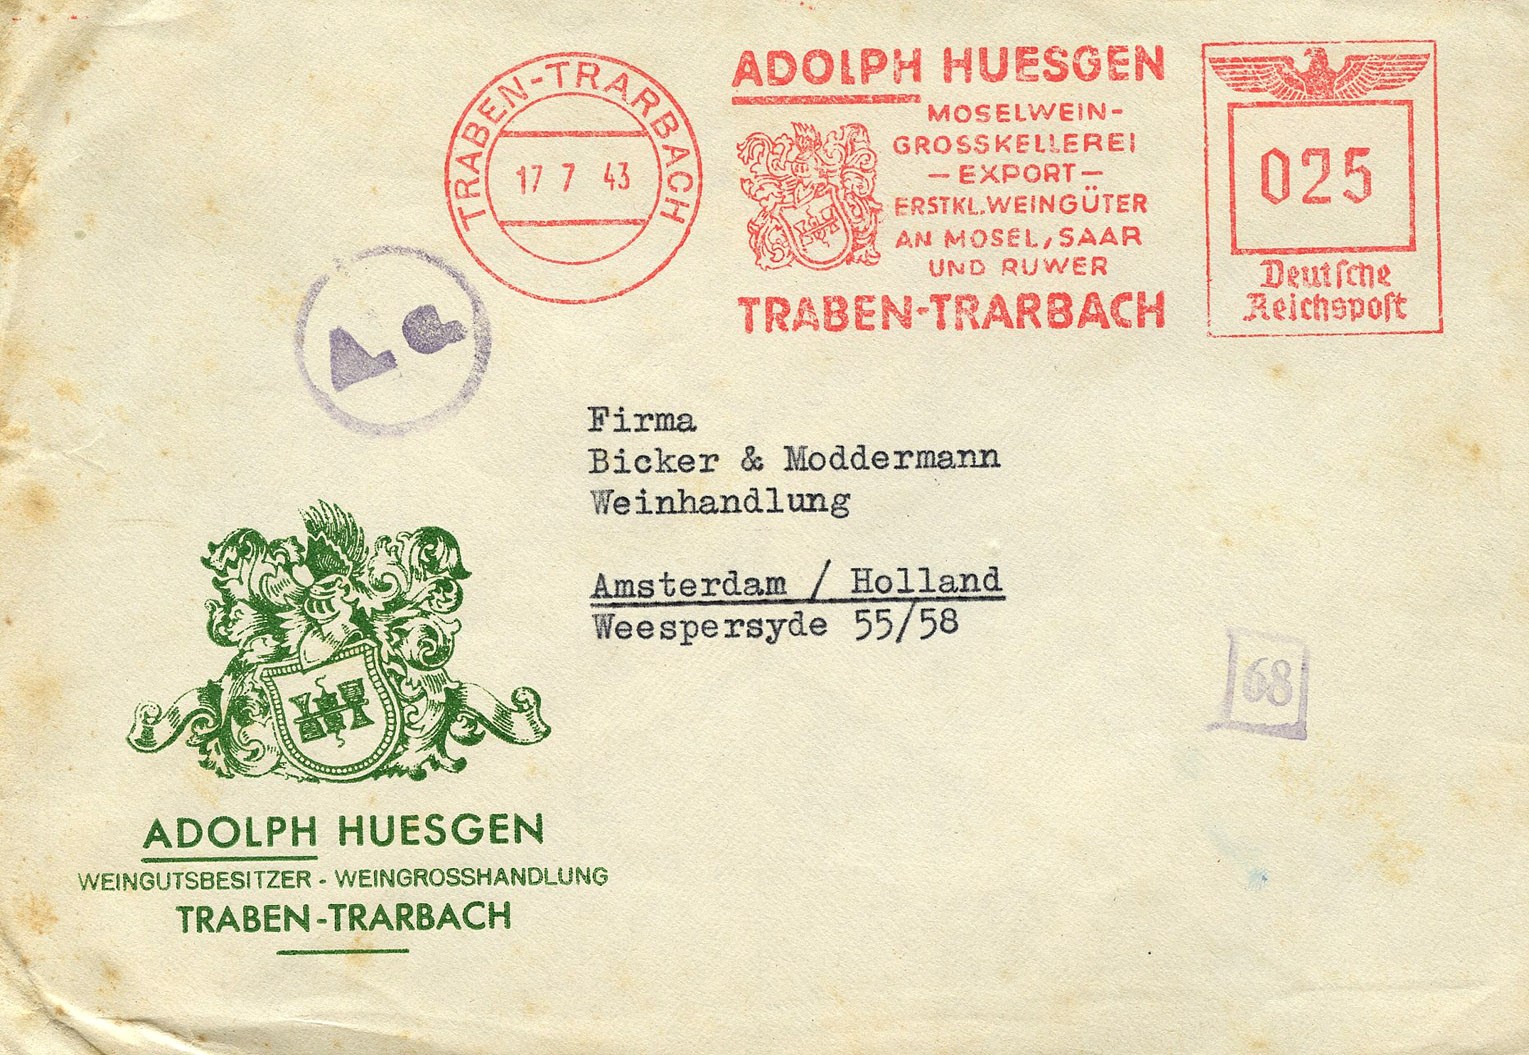 TRABEN-TRARBACH
17 7 43
ADOLPH HUESGEN
MOSELWEIN-
GROSSKELLEREI
— EXPORT —
ERSTKL. WEINGÜTER
AN MOSEL, SAAR
UND RUWER
TRABEN-TRARBACH
025
Deutsche
Reichspost
A c
Firma
Bicker & Moddermann
Weinhandlung
Amsterdam / Holland
Weespersyde 55/58
68
ADOLPH HUESGEN
WEINGUTSBESITZER - WEINGROSSHANDLUNG
TRABEN-TRARBACH